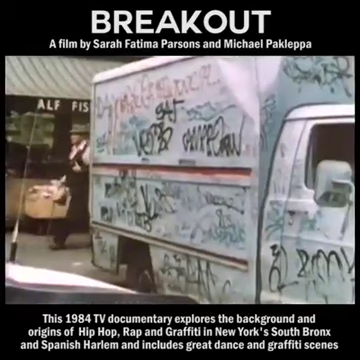 BREAKOUT
A film by Sarah Fatima Parsons and Michael Pakleppa
ALF FIS
This 1984 TV documentary explores the background and
origins of Hip Hop, Rap and Graffiti in New York's South Bronx
and Spanish Harlem and includes great dance and graffiti scenes